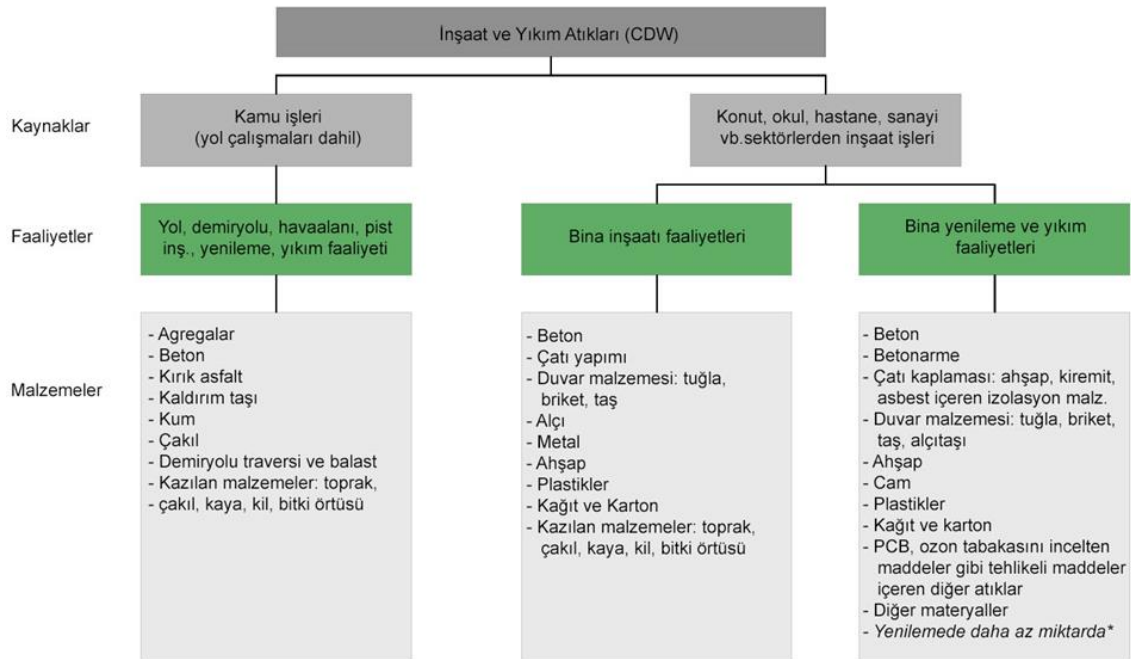 İnşaat ve Yıkım Atıkları (CDW)
Kaynaklar
Kamu işleri
(yol çalışmaları dahil)
Konut, okul, hastane, sanayi
vb.sektörlerden inşaat işleri
Faaliyetler
Yol, demiryolu, havaalanı, pist
inş., yenileme, yıkım faaliyeti
Bina inşaatı faaliyetleri
Bina yenileme ve yıkım
faaliyetleri
Malzemeler
- Agregalar
- Beton
- Kırık asfalt
- Kaldırım taşı
- Kum
- Çakıl
- Demiryolu traversi ve balast
- Kazılan malzemeler: toprak,
- çakıl, kaya, kil, bitki örtüsü
- Beton
- Çatı yapımı
- Duvar malzemesi: tuğla,
briket, taş
- Alçı
- Metal
- Ahşap
- Plastikler
- Kağıt ve Karton
- Kazılan malzemeler: toprak,
çakıl, kaya, kil, bitki örtüsü
- Beton
- Betonarme
- Çatı kaplaması: ahşap, kiremit,
asbest içeren izolasyon malz.
- Duvar malzemesi: tuğla, briket,
taş, alçıtaşı
- Ahşap
- Cam
- Plastikler
- Kağıt ve karton
- PCB, ozon tabakasını incelten
maddeler gibi tehlikeli maddeler
içeren diğer atıklar
- Diğer materyaller
- Yenilemede daha az miktarda*